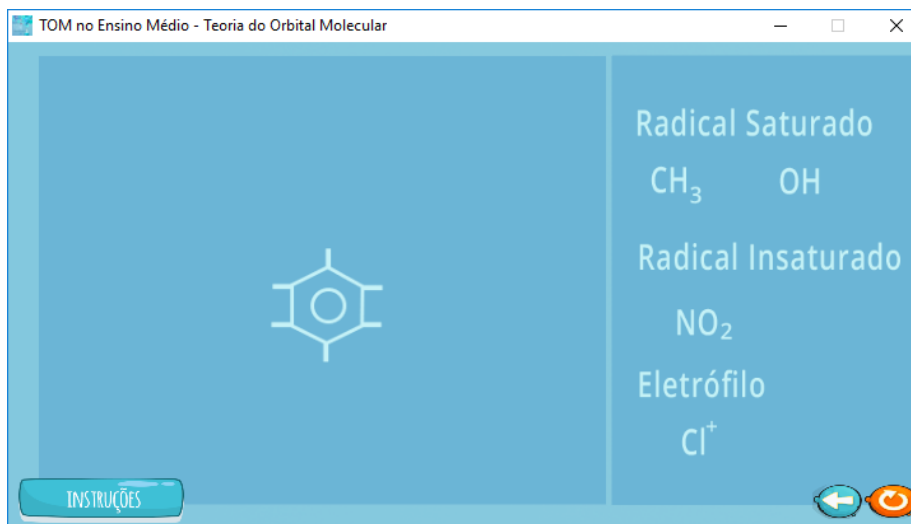 TOM no Ensino Médio - Teoria do Orbital Molecular
Radical Saturado
CH₃ OH
Radical Insaturado
NO₂
Eletrófilo
Cl⁺
INSTRUÇÕES